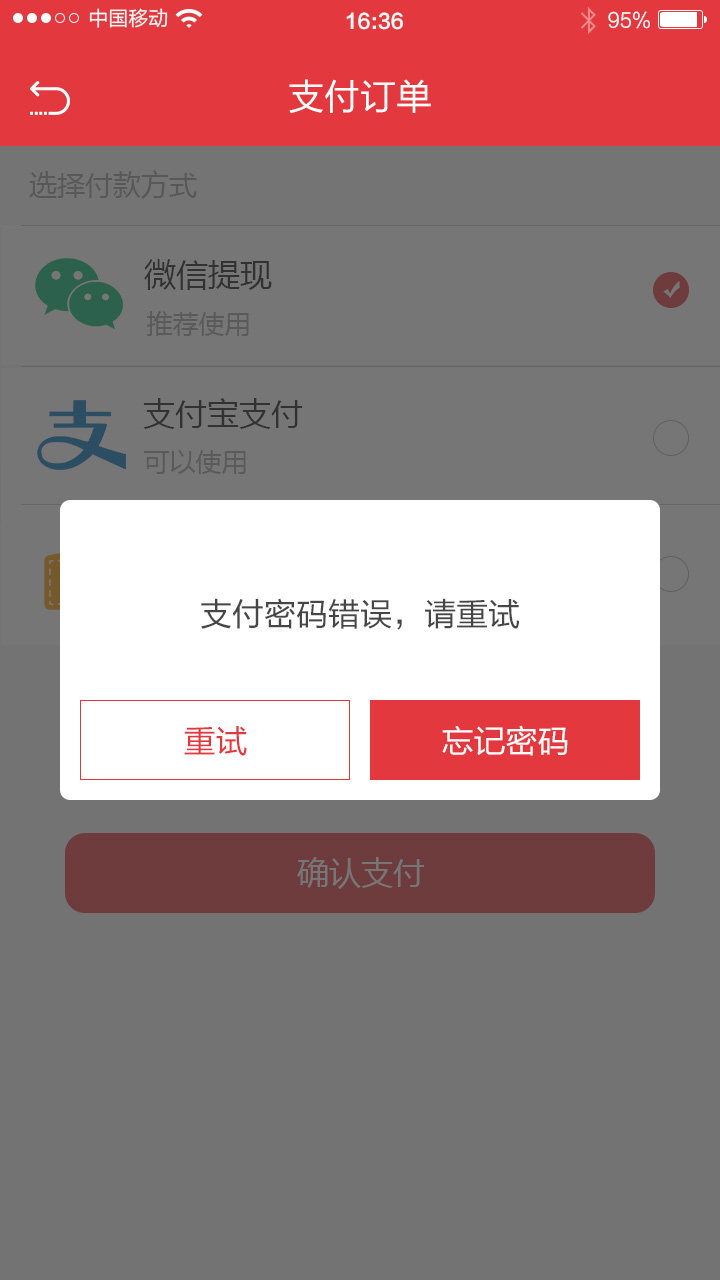 中国移动
16:36
95%
支付订单
选择付款方式
微信提现
推荐使用
支付宝支付
可以使用
支付密码错误，请重试
重试
忘记密码
确认支付